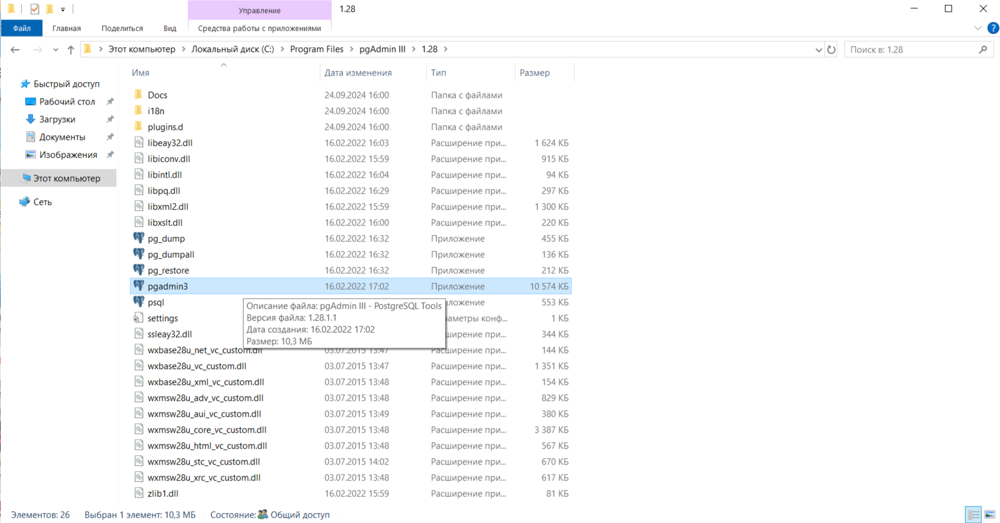 Управление
1.28
Файл Главная Поделиться Вид Средства работы с приложениями
Этот компьютер Локальный диск (C:) Program Files pgAdmin III 1.28
Поиск в: 1.28
Быстрый доступ
Рабочий стол
Загрузки
Документы
Изображения
Этот компьютер
Сеть
Имя Дата изменения Тип Размер
Docs 24.09.2024 16:00 Папка с файлами
i18n 24.09.2024 16:00 Папка с файлами
plugins.d 24.09.2024 16:00 Папка с файлами
libeay32.dll 16.02.2022 16:03 Расширение при... 1 624 КБ
libiconv.dll 16.02.2022 15:59 Расширение при... 915 КБ
libintl.dll 16.02.2022 16:04 Расширение при... 94 КБ
libpq.dll 16.02.2022 16:29 Расширение при... 297 КБ
libxml2.dll 16.02.2022 15:59 Расширение при... 1 300 КБ
libxslt.dll 16.02.2022 16:00 Расширение при... 220 КБ
pg_dump 16.02.2022 16:32 Приложение 455 КБ
pg_dumpall 16.02.2022 16:32 Приложение 136 КБ
pg_restore 16.02.2022 16:32 Приложение 212 КБ
pgadmin3 16.02.2022 17:02 Приложение 10 574 КБ
psql ложение 553 КБ
Описание файла: pgAdmin III - PostgreSQL Tools
Версия файла: 1.28.1.1
Дата создания: 16.02.2022 17:02
Размер: 10,3 МБ
settings раметры конф... 1 КБ
ssleay32.dll ширение при... 344 КБ
wxbase28u_net_vc_custom.dll 03.07.2015 13:47 Расширение при... 144 КБ
wxbase28u_vc_custom.dll 03.07.2015 13:47 Расширение при... 1 351 КБ
wxbase28u_xml_vc_custom.dll 03.07.2015 13:48 Расширение при... 154 КБ
wxmsw28u_adv_vc_custom.dll 03.07.2015 13:48 Расширение при... 829 КБ
wxmsw28u_aui_vc_custom.dll 03.07.2015 13:49 Расширение при... 380 КБ
wxmsw28u_core_vc_custom.dll 03.07.2015 13:48 Расширение при... 3 387 КБ
wxmsw28u_html_vc_custom.dll 03.07.2015 13:48 Расширение при... 567 КБ
wxmsw28u_stc_vc_custom.dll 03.07.2015 14:02 Расширение при... 670 КБ
wxmsw28u_xrc_vc_custom.dll 03.07.2015 13:48 Расширение при... 617 КБ
zlib1.dll 16.02.2022 15:59 Расширение при... 81 КБ
Элементов: 26 Выбран 1 элемент: 10,3 МБ Состояние: Общий доступ